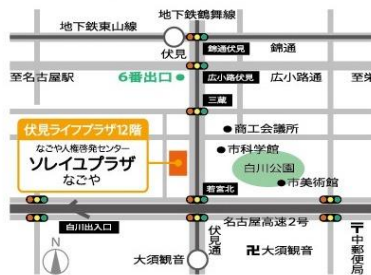 地下鉄鶴舞線
地下鉄東山線
伏見
錦通伏見
錦通
至名古屋駅
6番出口
広小路伏見
広小路通
至栄
三蔵
伏見ライフプラザ12階
なごや人権啓発センター
ソレイユプラザ
なごや
商工会議所
市科学館
白川公園
市美術館
若宮北
白川出入口
名古屋高速2号
伏見通
大須観音
卍大須観音
〒中郵便局
N